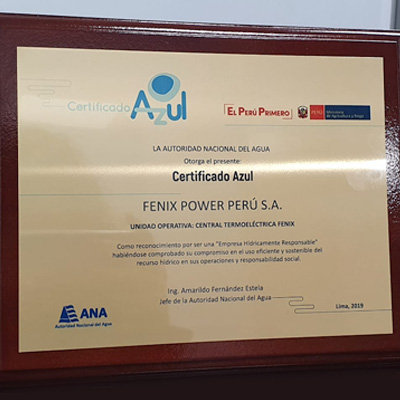 Certificado Azul
EL PERÚ PRIMERO
PERÚ Ministerio de Agricultura y Riego
LA AUTORIDAD NACIONAL DEL AGUA
Otorga el presente:
Certificado Azul
FENIX POWER PERÚ S.A.
UNIDAD OPERATIVA: CENTRAL TERMOELÉCTRICA FENIX
Como reconocimiento por ser una "Empresa Hídricamente Responsable"
habiéndose comprobado su compromiso en el uso eficiente y sostenible del
recurso hídrico en sus operaciones y responsabilidad social.
Ing. Amarildo Fernández Estela
Jefe de la Autoridad Nacional del Agua
ANA
Autoridad Nacional del Agua
Lima, 2019